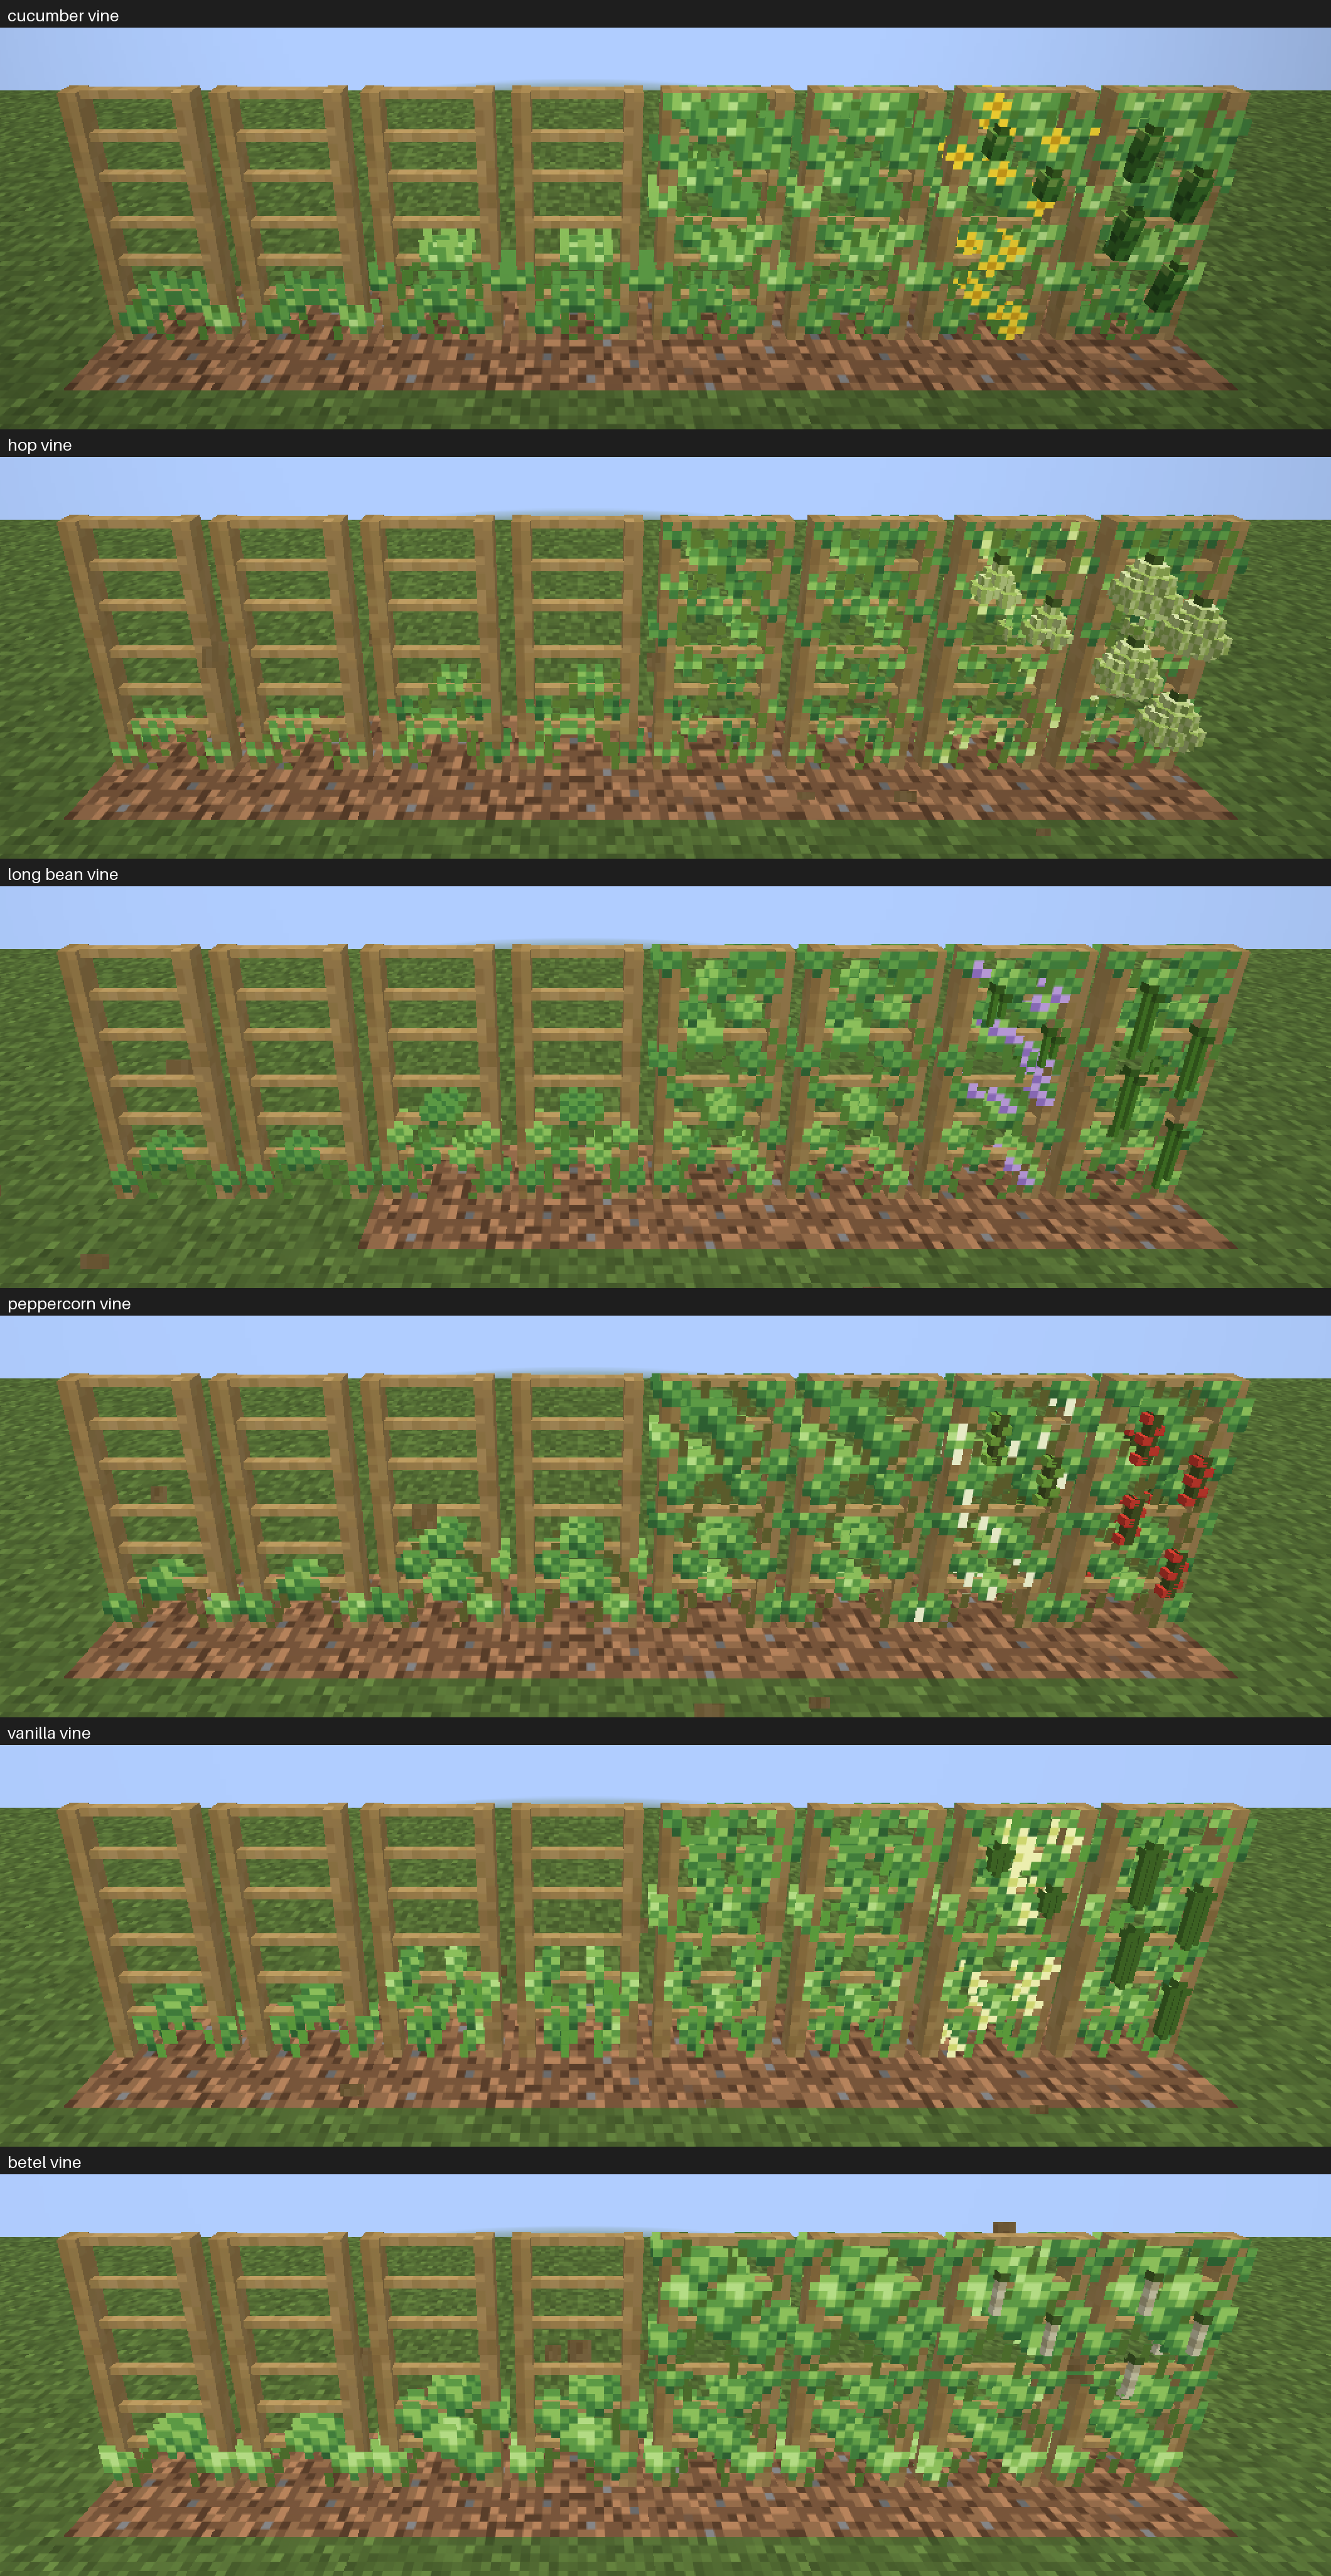 cucumber vine
hop vine
long bean vine
peppercorn vine
vanilla vine
betel vine